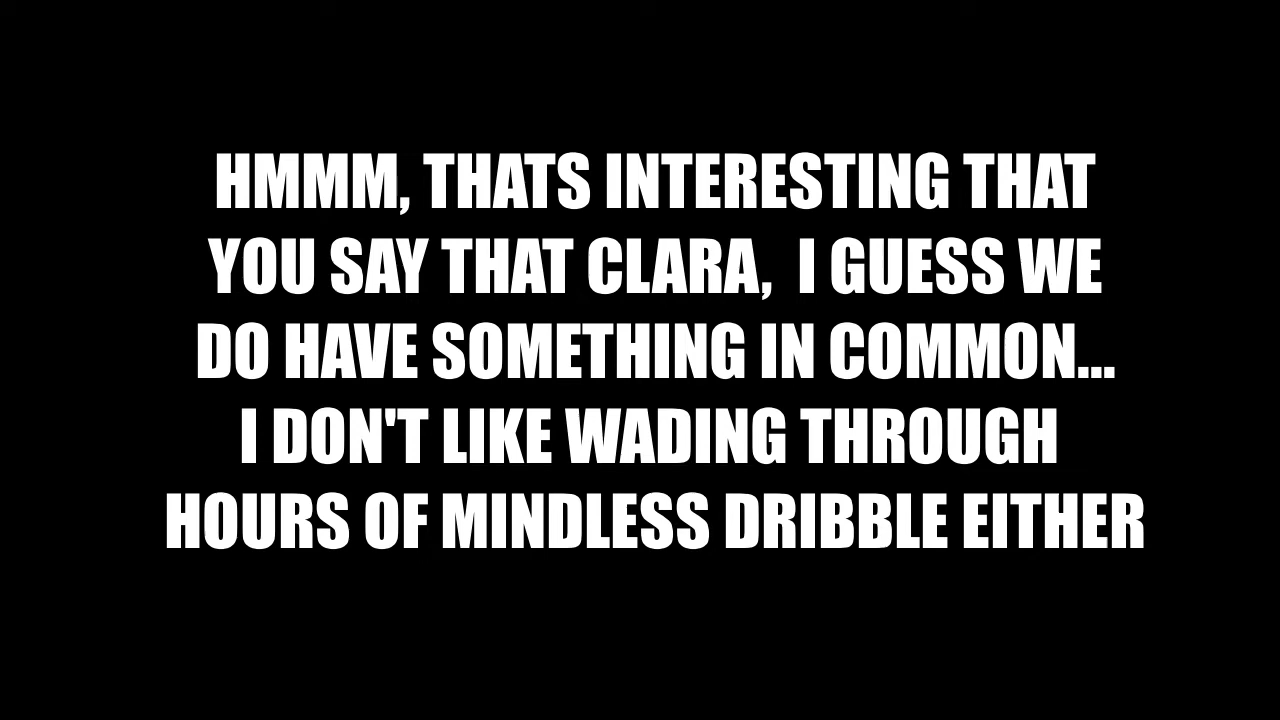 HMMM, THATS INTERESTING THAT
YOU SAY THAT CLARA,  I GUESS WE
DO HAVE SOMETHING IN COMMON...
I DON'T LIKE WADING THROUGH
HOURS OF MINDLESS DRIBBLE EITHER